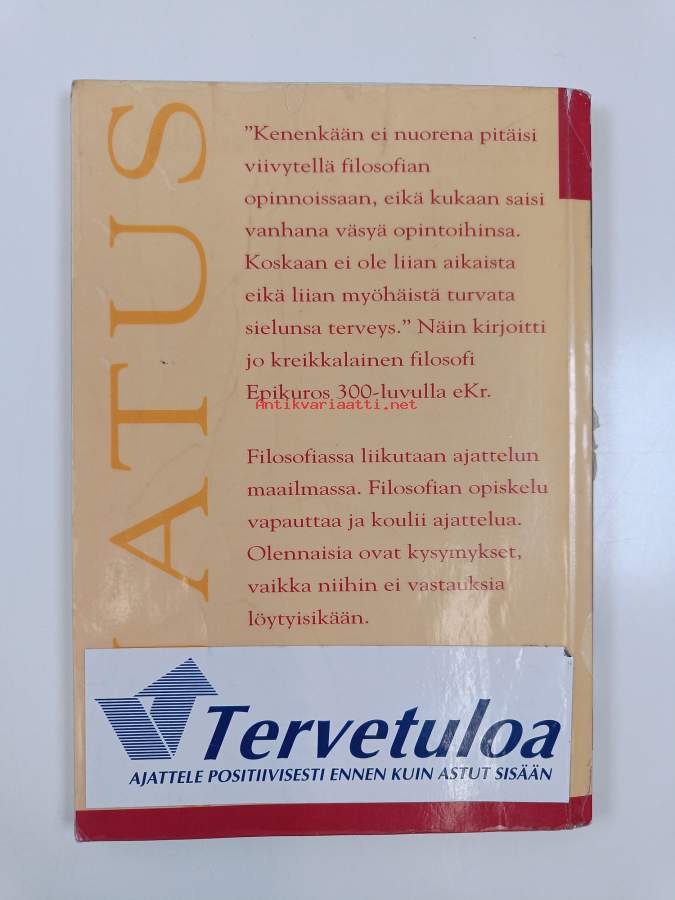 "Kenenkään ei nuorena pitäisi
viivytellä filosofian
opinnoissaan, eikä kukaan saisi
vanhana väsyä opintoihinsa.
Koskaan ei ole liian aikaista
eikä liian myöhäistä turvata
sielunsa terveys." Näin kirjoitti
jo kreikkalainen filosofi
Epikuros 300-luvulla eKr.
Antikvariaatti.net
Filosofiassa liikutaan ajattelun
maailmassa. Filosofian opiskelu
vapauttaa ja koulii ajattelua.
Olennaisia ovat kysymykset,
vaikka niihin ei vastauksia
löytyisikään.
ATUS
Tervetuloa
AJATTELE POSITIIVISESTI ENNEN KUIN ASTUT SISÄÄN